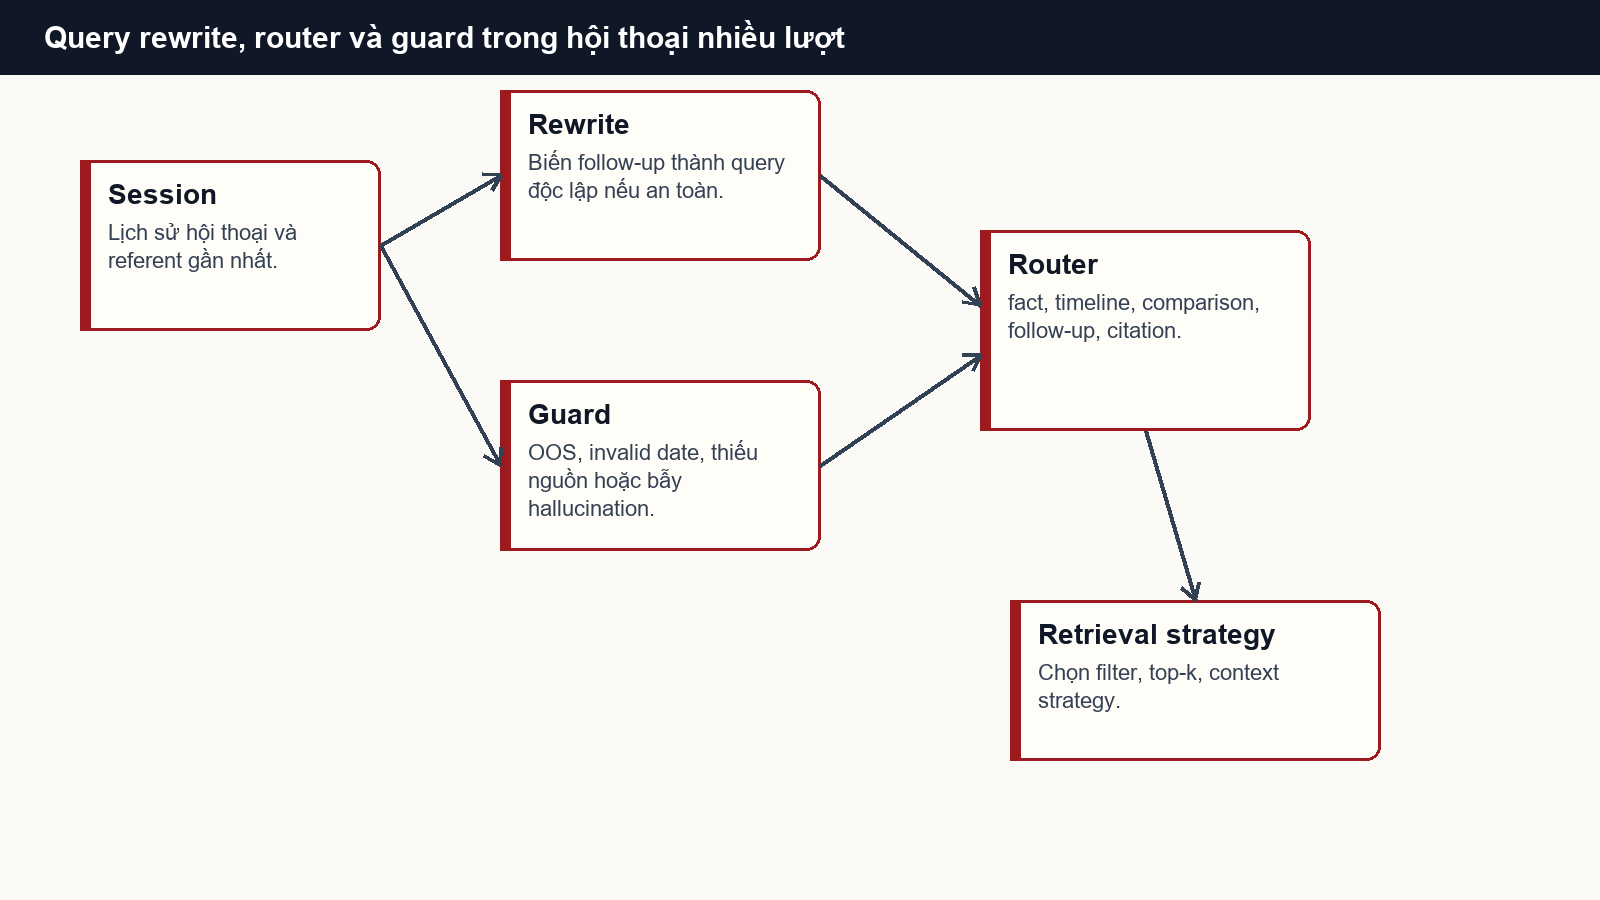 Query rewrite, router và guard trong hội thoại nhiều lượt
Session
Lịch sử hội thoại và
referent gần nhất.
Rewrite
Biến follow-up thành query
độc lập nếu an toàn.
Guard
OOS, invalid date, thiếu
nguồn hoặc bẫy
hallucination.
Router
fact, timeline, comparison,
follow-up, citation.
Retrieval strategy
Chọn filter, top-k, context
strategy.